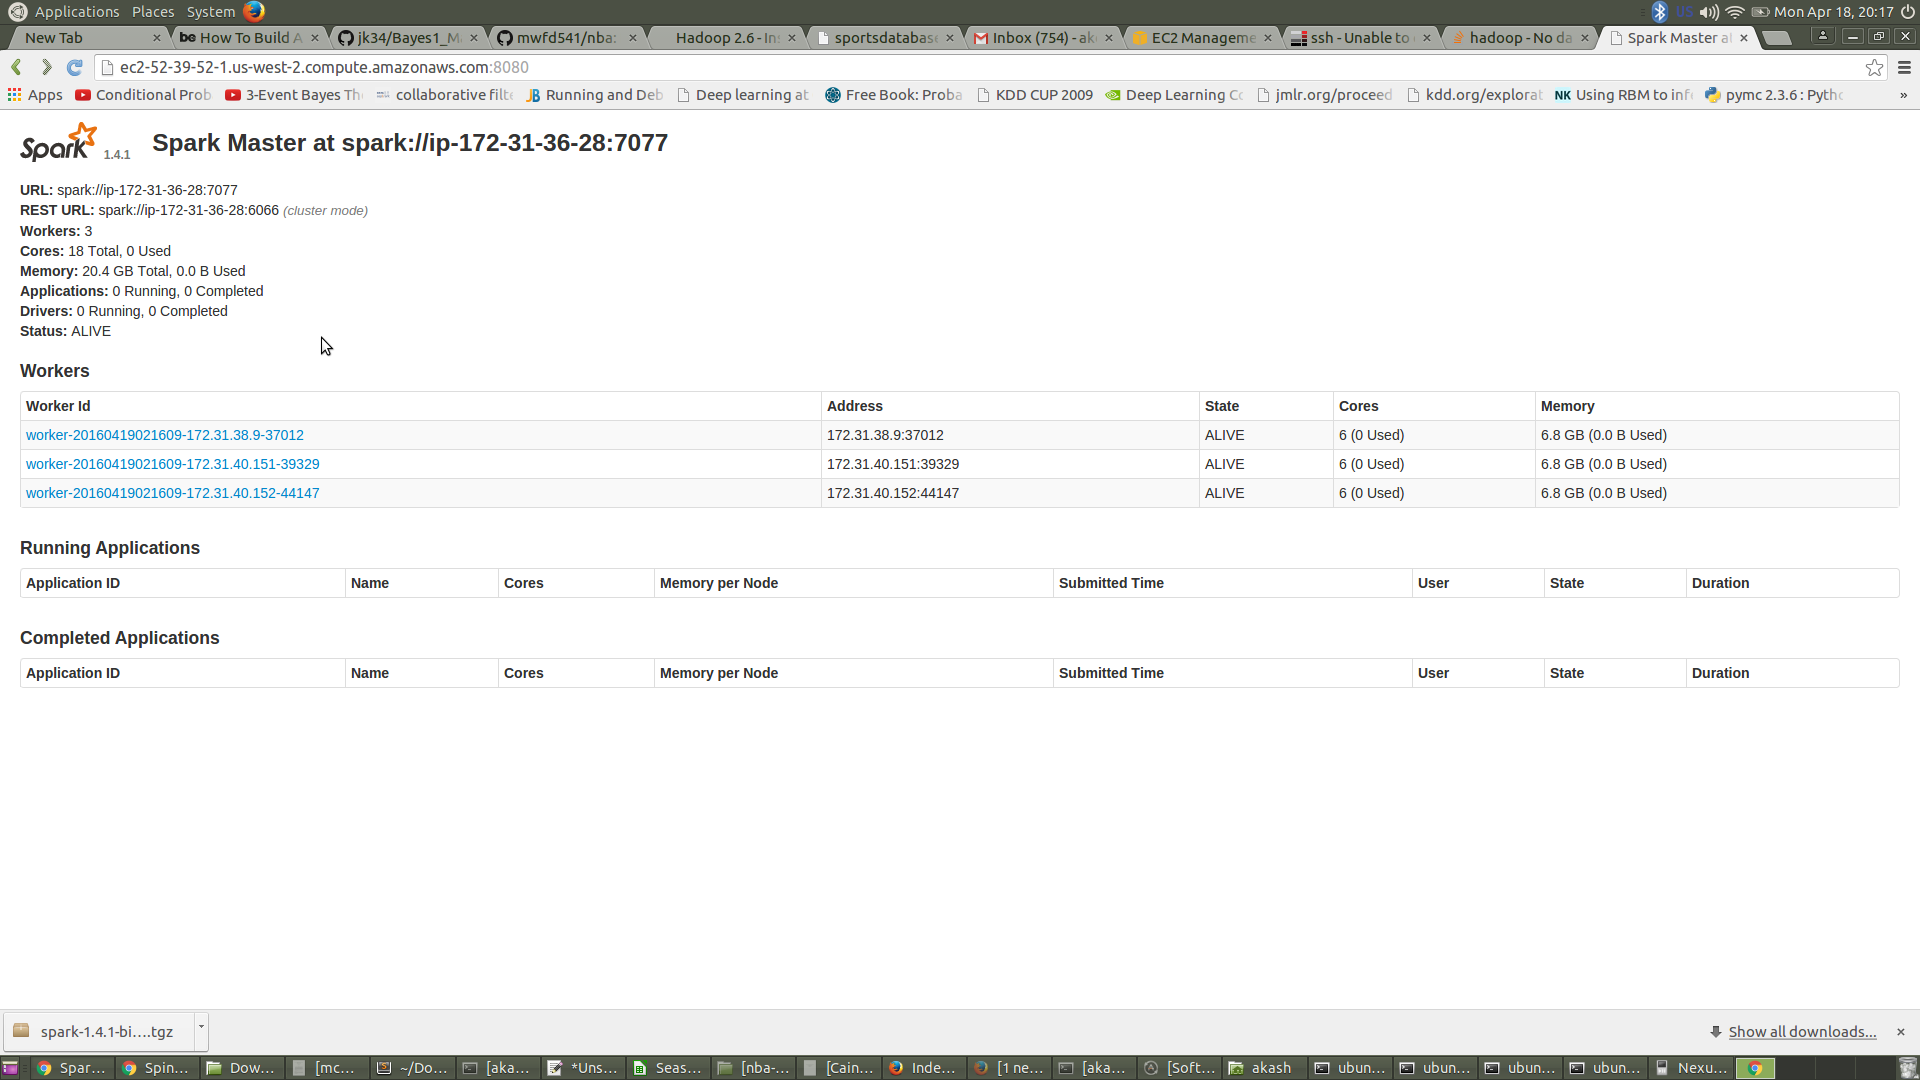 Applications Places System US Mon Apr 18, 20:17
New Tab How To Build A jk34/Bayes1_M mwfd541/nba Hadoop 2.6 - Ins sportsdatabase Inbox (754) - ak EC2 Manageme ssh - Unable to hadoop - No da Spark Master a
ec2-52-39-52-1.us-west-2.compute.amazonaws.com:8080
Apps Conditional Prob 3-Event Bayes Th collaborative filte JB Running and Deb Deep learning at Free Book: Proba KDD CUP 2009 Deep Learning Co jmlr.org/proceed kdd.org/explorat NK Using RBM to inf pymc 2.3.6 : Pyth »
Spark 1.4.1 Spark Master at spark://ip-172-31-36-28:7077
URL: spark://ip-172-31-36-28:7077
REST URL: spark://ip-172-31-36-28:6066 (cluster mode)
Workers: 3
Cores: 18 Total, 0 Used
Memory: 20.4 GB Total, 0.0 B Used
Applications: 0 Running, 0 Completed
Drivers: 0 Running, 0 Completed
Status: ALIVE
Workers
Worker Id Address State Cores Memory
worker-20160419021609-172.31.38.9-37012 172.31.38.9:37012 ALIVE 6 (0 Used) 6.8 GB (0.0 B Used)
worker-20160419021609-172.31.40.151-39329 172.31.40.151:39329 ALIVE 6 (0 Used) 6.8 GB (0.0 B Used)
worker-20160419021609-172.31.40.152-44147 172.31.40.152:44147 ALIVE 6 (0 Used) 6.8 GB (0.0 B Used)
Running Applications
Application ID Name Cores Memory per Node Submitted Time User State Duration
Completed Applications
Application ID Name Cores Memory per Node Submitted Time User State Duration
spark-1.4.1-bi....tgz Show all downloads...
Spar... Spin... Dow... [mc... ~/Do... [aka... *Uns... Seas... [nba-... [Cain... Inde... [1 ne... [aka... [Soft... akash ubun... ubun... ubun... ubun... Nexu...